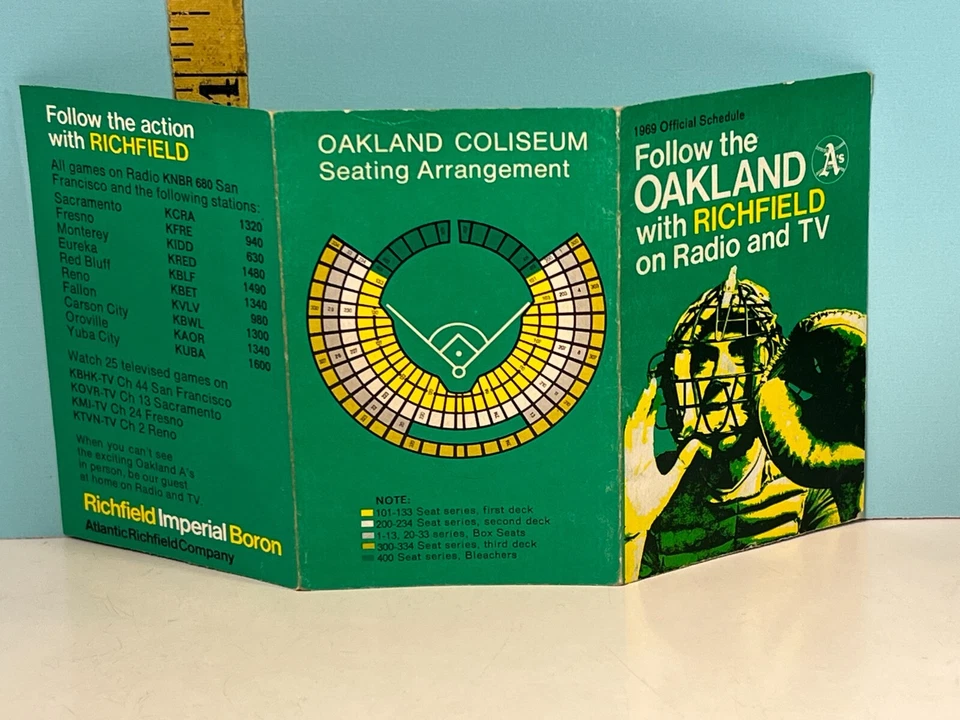 Follow the action
with RICHFIELD
All games on Radio KNBR 680 San
Francisco and the following stations:
Sacramento KCRA 1320
Fresno KFRE 940
Monterey KIDD 630
Eureka KRED 1480
Red Bluff KBLF 1490
Reno KBET 1340
Fallon KVLV 980
Carson City KBWL 1300
Oroville KAOR 1340
Yuba City KUBA 1600
Watch 25 televised games on
KBHK-TV Ch 44 San Francisco
KOVR-TV Ch 13 Sacramento
KMJ-TV Ch 24 Fresno
KTVN-TV Ch 2 Reno
When you can't see
the exciting Oakland A's
in person, be our guest
at home on Radio and TV.
Richfield Imperial Boron
AtlanticRichfieldCompany
OAKLAND COLISEUM
Seating Arrangement
NOTE:
101-133 Seat series, first deck
200-234 Seat series, second deck
1-13, 20-33 series, Box Seats
300-334 Seat series, third deck
400 Seat series, Bleachers
1969 Official Schedule
Follow the
OAKLAND A's
with RICHFIELD
on Radio and TV